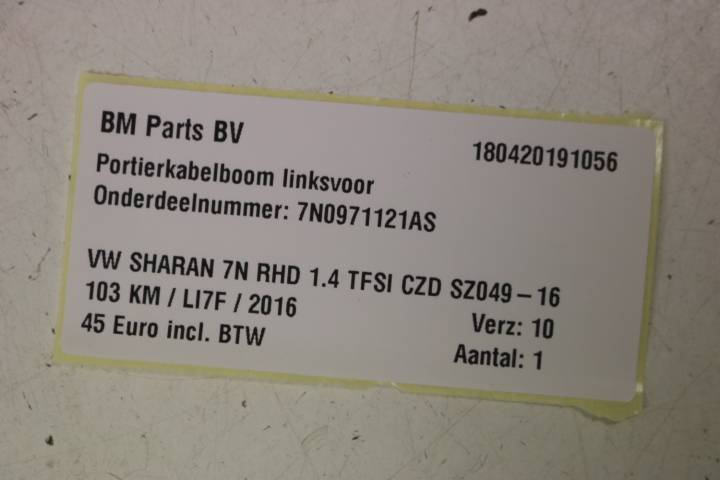 BM Parts BV
180420191056
Portierkabelboom linksvoor
Onderdeelnummer: 7N0971121AS
VW SHARAN 7N RHD 1.4 TFSI CZD SZ049-16
103 KM / LI7F / 2016
Verz: 10
45 Euro incl. BTW
Aantal: 1